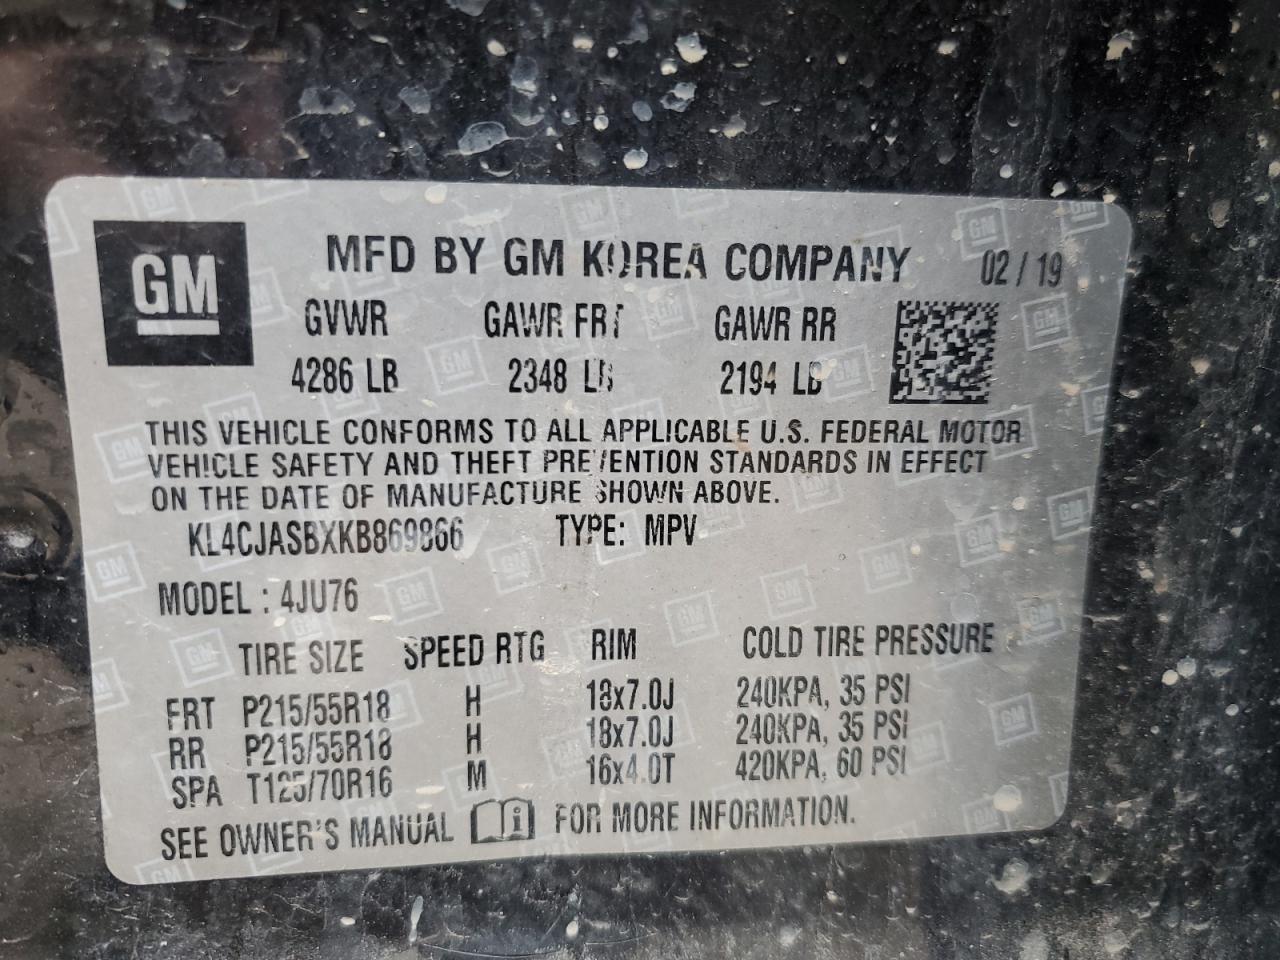 GM
MFD BY GM KOREA COMPANY 02/19
GVWR GAWR FRT GAWR RR
4286 LB 2348 LB 2194 LB
THIS VEHICLE CONFORMS TO ALL APPLICABLE U.S. FEDERAL MOTOR
VEHICLE SAFETY AND THEFT PREVENTION STANDARDS IN EFFECT
ON THE DATE OF MANUFACTURE SHOWN ABOVE.
KL4CJASBXKB869866 TYPE: MPV
MODEL : 4JU76
TIRE SIZE SPEED RTG RIM COLD TIRE PRESSURE
FRT P215/55R18 H 18x7.0J 240KPA, 35 PSI
RR P215/55R18 H 18x7.0J 240KPA, 35 PSI
SPA T125/70R16 M 16x4.0T 420KPA, 60 PSI
SEE OWNER'S MANUAL i FOR MORE INFORMATION.